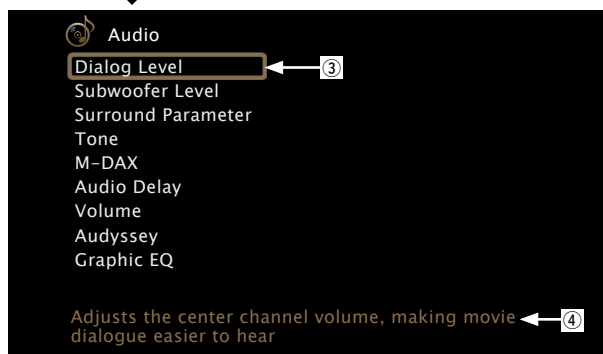 Audio
Dialog Level
③
Subwoofer Level
Surround Parameter
Tone
M-DAX
Audio Delay
Volume
Audyssey
Graphic EQ
Adjusts the center channel volume, making movie
④
dialogue easier to hear